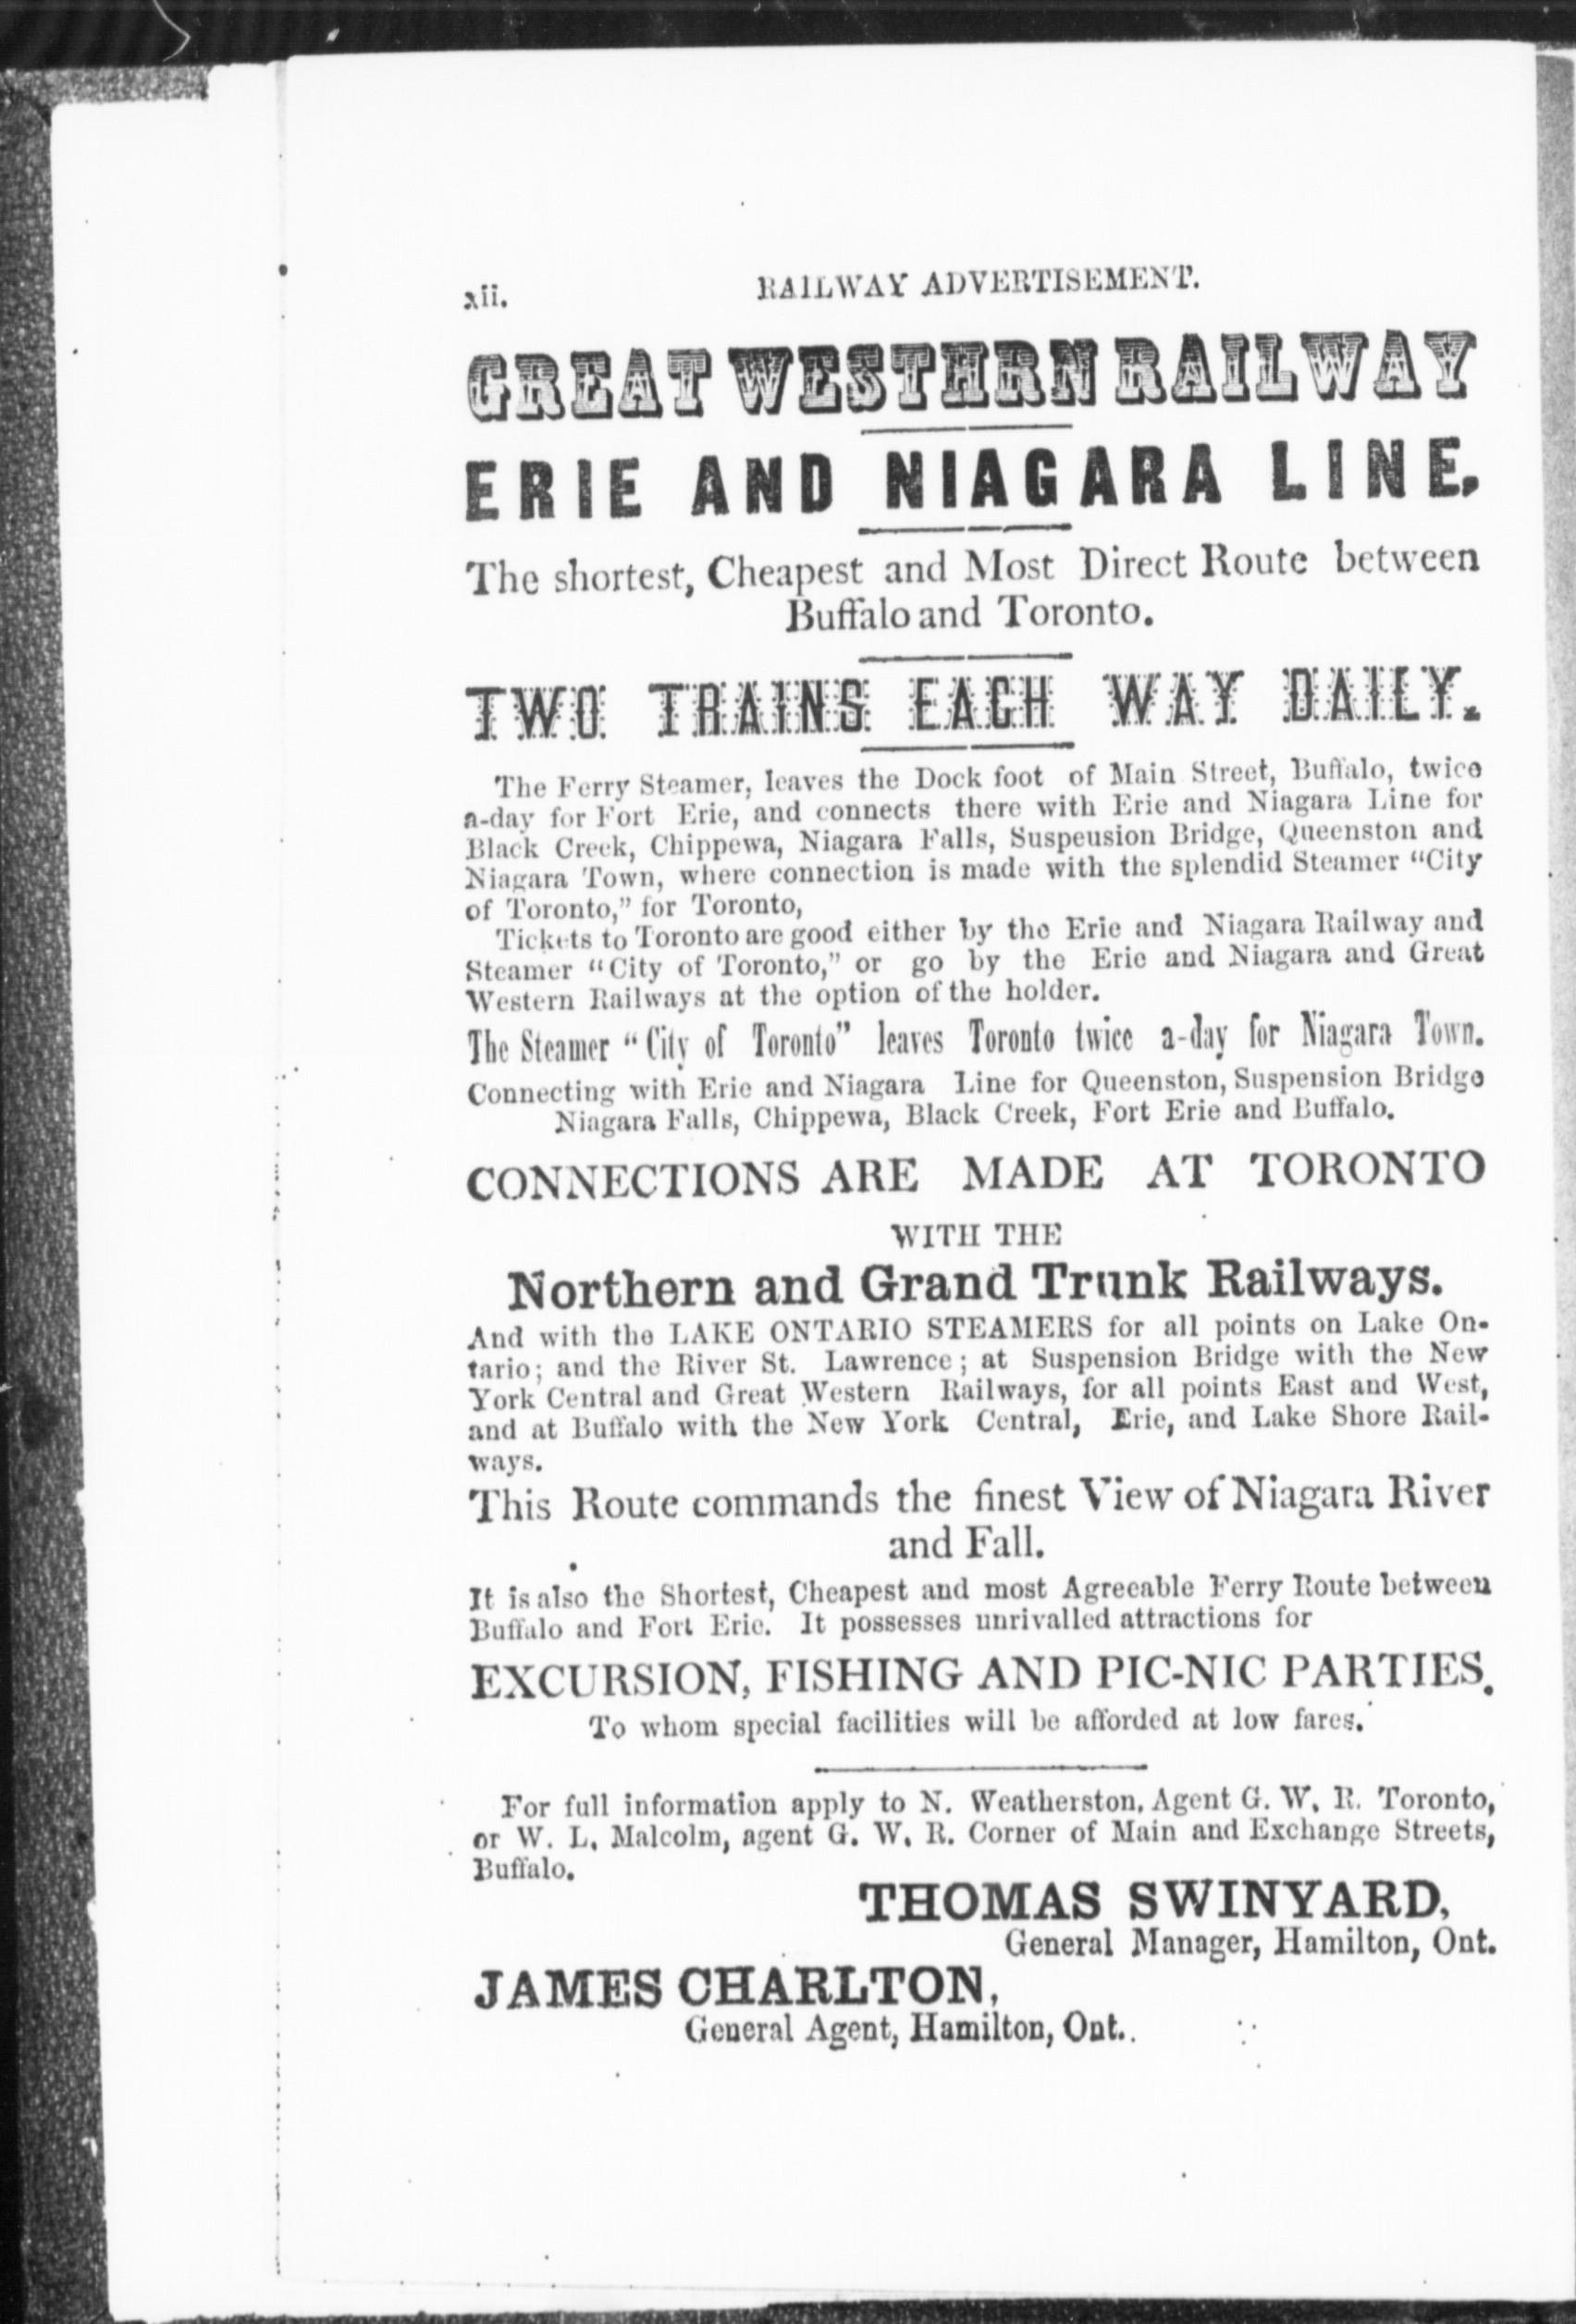 xii. RAILWAY ADVERTISEMENT.
GREAT WESTERN RAILWAY
ERIE AND NIAGARA LINE,
The shortest, Cheapest and Most Direct Route between
Buffalo and Toronto.
TWO TRAINS EACH WAY DAILY.
The Ferry Steamer, leaves the Dock foot of Main Street, Buffalo, twice
a-day for Fort Erie, and connects there with Erie and Niagara Line for
Black Creek, Chippewa, Niagara Falls, Suspeusion Bridge, Queenston and
Niagara Town, where connection is made with the splendid Steamer "City
of Toronto," for Toronto,
Tickets to Toronto are good either by the Erie and Niagara Railway and
Steamer "City of Toronto," or go by the Erie and Niagara and Great
Western Railways at the option of the holder.
The Steamer "City of Toronto" leaves Toronto twice a-day for Niagara Town.
Connecting with Erie and Niagara Line for Queenston, Suspension Bridge
Niagara Falls, Chippewa, Black Creek, Fort Erie and Buffalo.
CONNECTIONS ARE MADE AT TORONTO
WITH THE
Northern and Grand Trunk Railways.
And with the LAKE ONTARIO STEAMERS for all points on Lake On-
tario; and the River St. Lawrence; at Suspension Bridge with the New
York Central and Great Western Railways, for all points East and West,
and at Buffalo with the New York Central, Erie, and Lake Shore Rail-
ways.
This Route commands the finest View of Niagara River
and Fall.
It is also the Shortest, Cheapest and most Agreeable Ferry Route between
Buffalo and Fort Erie. It possesses unrivalled attractions for
EXCURSION, FISHING AND PIC-NIC PARTIES.
To whom special facilities will be afforded at low fares.
For full information apply to N. Weatherston, Agent G. W. R. Toronto,
or W. L. Malcolm, agent G. W. R. Corner of Main and Exchange Streets,
Buffalo.
THOMAS SWINYARD,
General Manager, Hamilton, Ont.
JAMES CHARLTON,
General Agent, Hamilton, Ont..